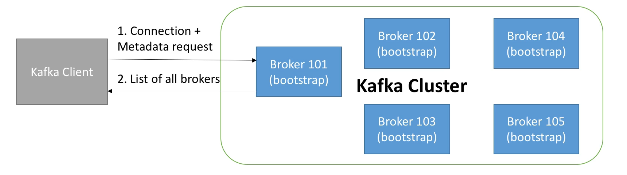 1. Connection +
Metadata request
Kafka Client
2. List of all brokers
Broker 101
(bootstrap)
Broker 102
(bootstrap)
Broker 104
(bootstrap)
Kafka Cluster
Broker 103
(bootstrap)
Broker 105
(bootstrap)